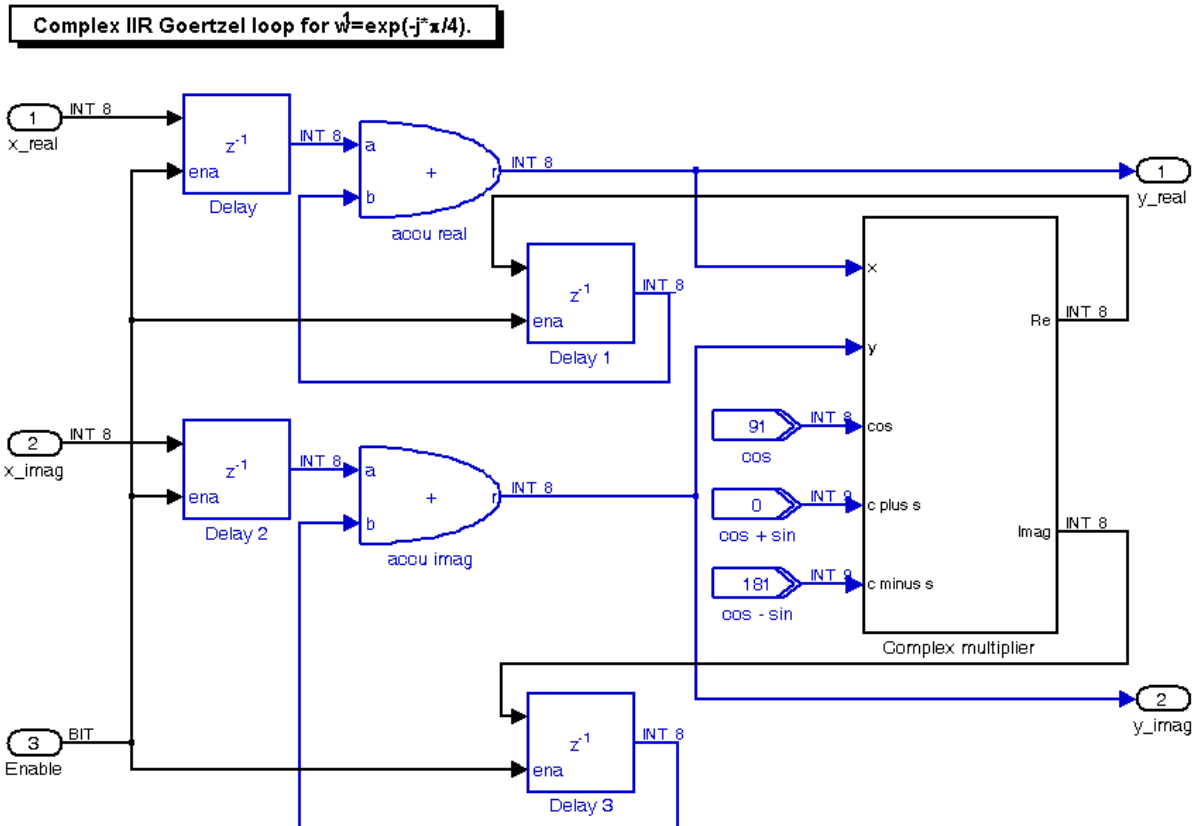 Complex IIR Goertzel loop for w^1=exp(-j*π/4).
1
INT 8
x_real
z-1
ena
Delay
INT 8
a
b
+
r
accu real
INT 8
1
y_real
z-1
ena
Delay 1
INT 8
x
y
cos
c plus s
c minus s
Re
Imag
Complex multiplier
INT 8
INT 8
91
INT 8
cos
0
INT 9
cos + sin
181
INT 9
cos - sin
2
INT 8
x_imag
z-1
ena
Delay 2
INT 8
a
b
+
r
accu imag
INT 8
2
y_imag
3
BIT
Enable
z-1
ena
Delay 3
INT 8